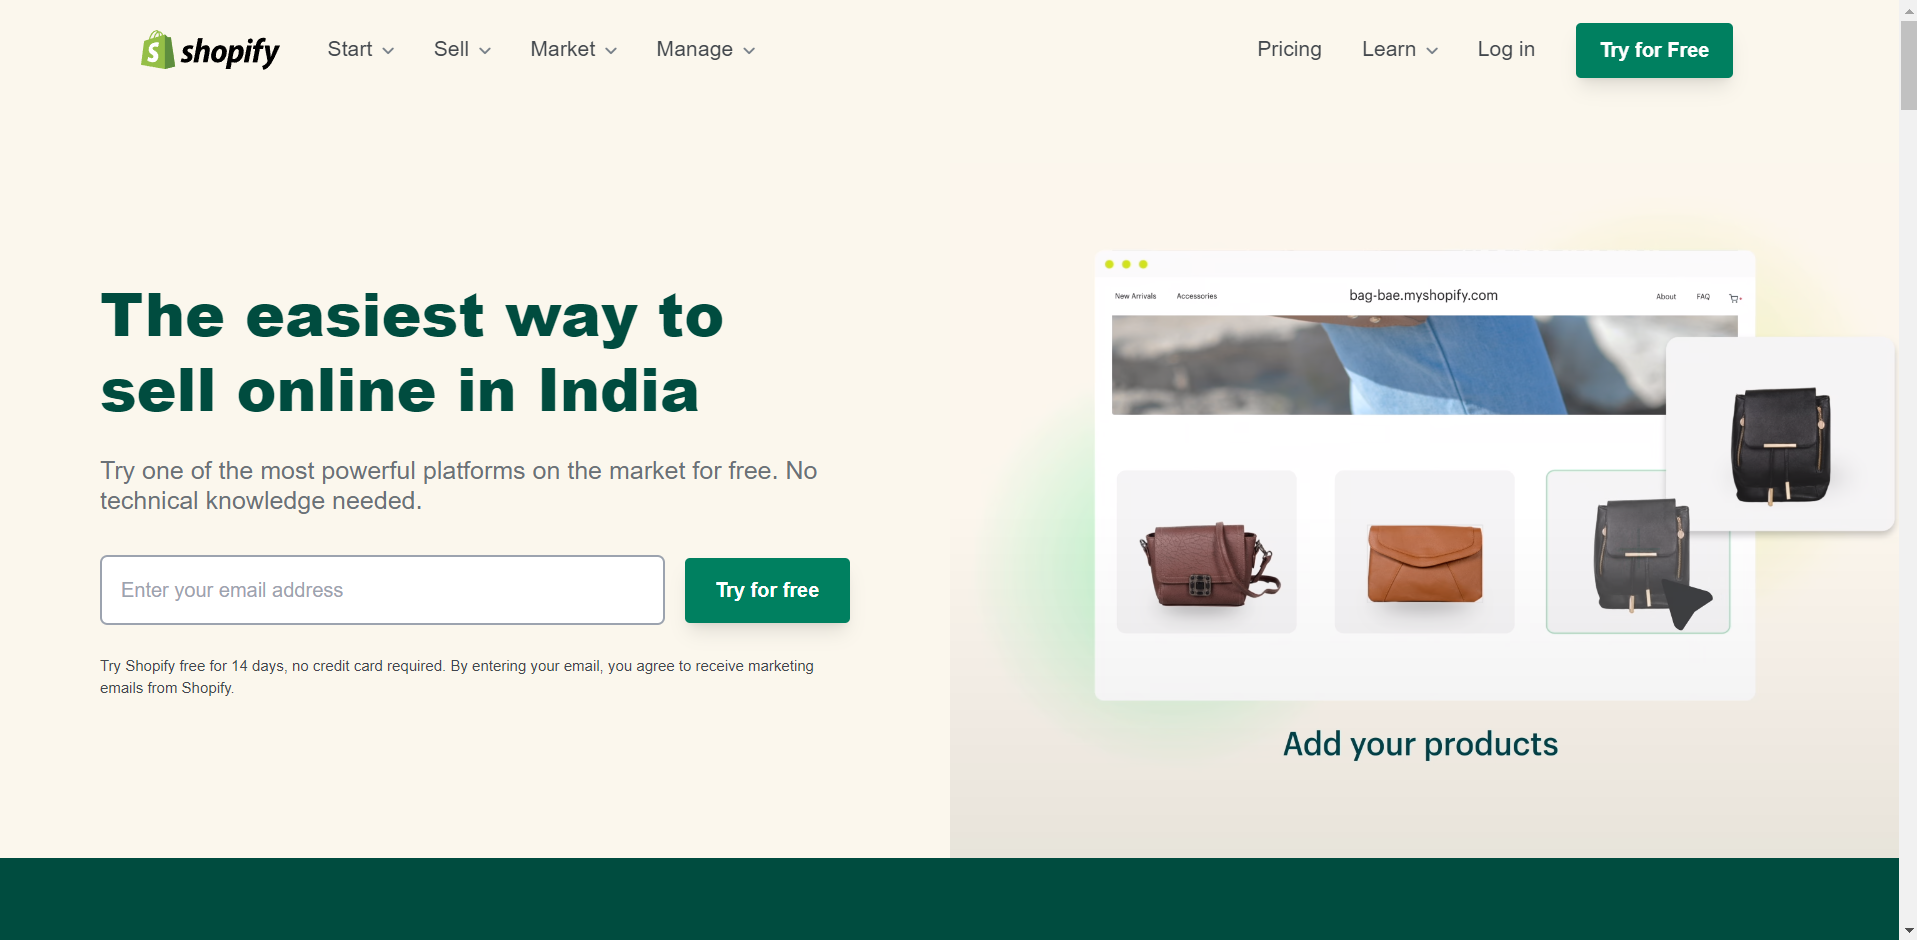 shopify
Start
Sell
Market
Manage
Pricing
Learn
Log in
Try for Free
The easiest way to
sell online in India
Try one of the most powerful platforms on the market for free. No
technical knowledge needed.
Enter your email address
Try for free
Try Shopify free for 14 days, no credit card required. By entering your email, you agree to receive marketing
emails from Shopify.
New Arrivals
Accessories
bag-bae.myshopify.com
About
FAQ
Add your products